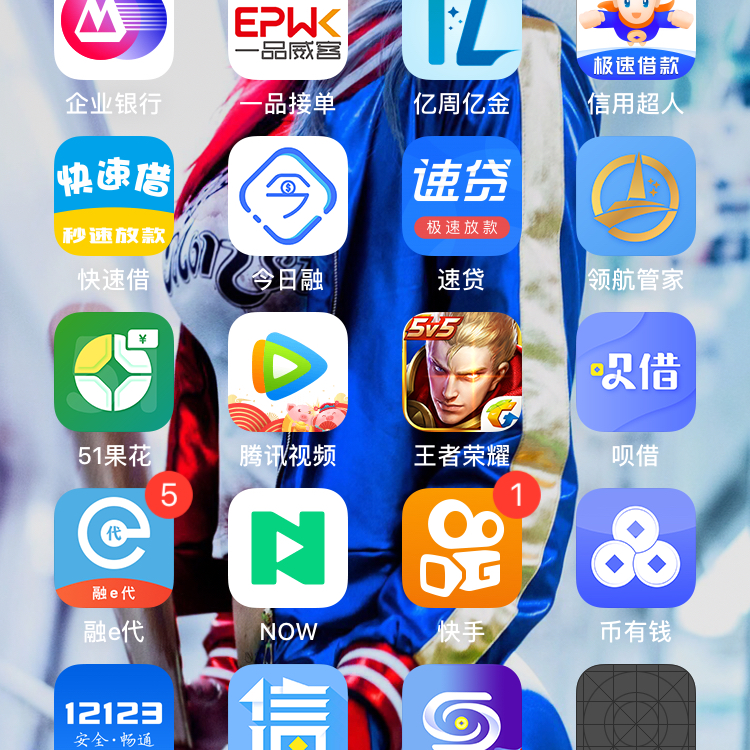 EPWK
一品威客
极速借款
企业银行
一品接单
亿周亿金
信用超人
快速借
秒速放款
速贷
极速放款
快速借
今日融
速贷
领航管家
¥
51
5v5
呗借
51果花
腾讯视频
王者荣耀
呗借
5
1
代
融e代
融e代
NOW
快手
币有钱
12123
安全·畅通
信